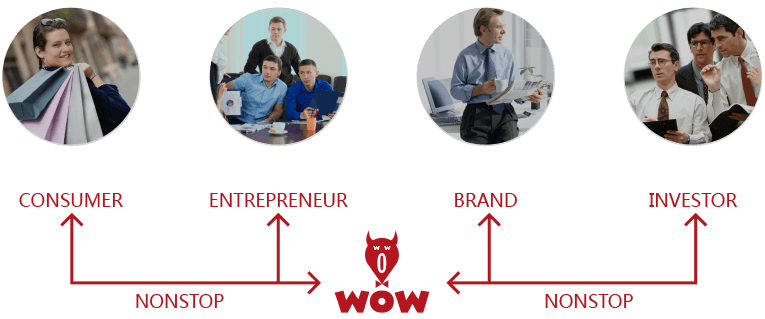 CONSUMER
ENTREPRENEUR
BRAND
INVESTOR
W W
O
WOW
NONSTOP
NONSTOP